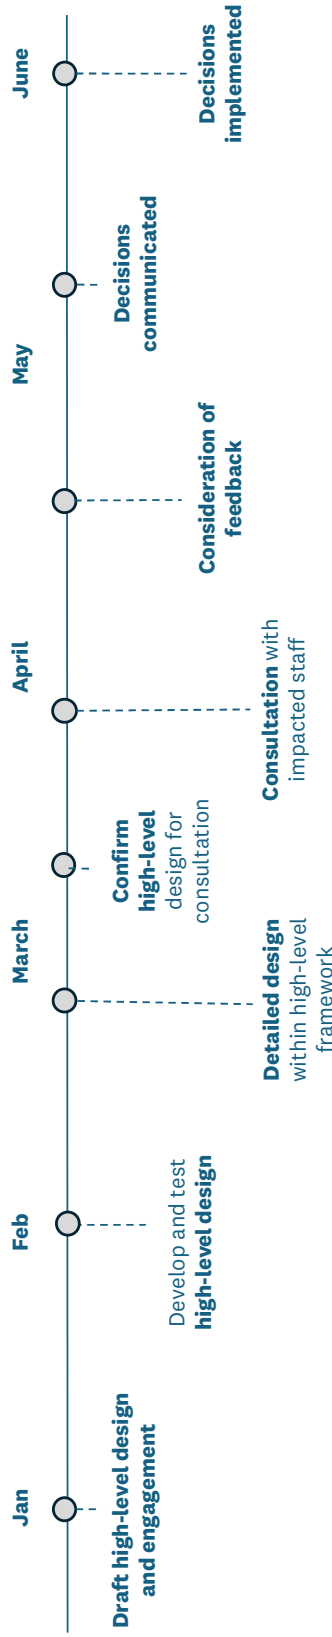 Jan
Feb
March
April
May
June
Draft high-level design
and engagement
Develop and test
high-level design
Detailed design
within high-level
framework
Confirm
high-level
design for
consultation
Consultation with
impacted staff
Consideration of
feedback
Decisions
communicated
Decisions
implemented